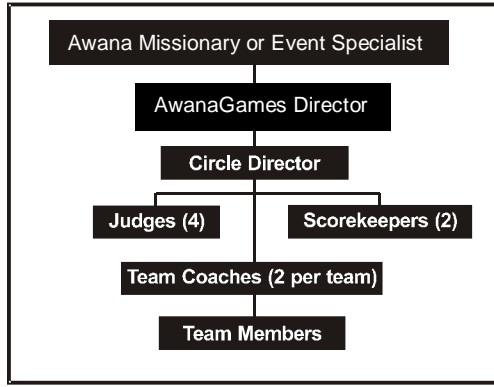 Awana Missionary or Event Specialist
AwanaGames Director
Circle Director
Judges (4)
Scorekeepers (2)
Team Coaches (2 per team)
Team Members